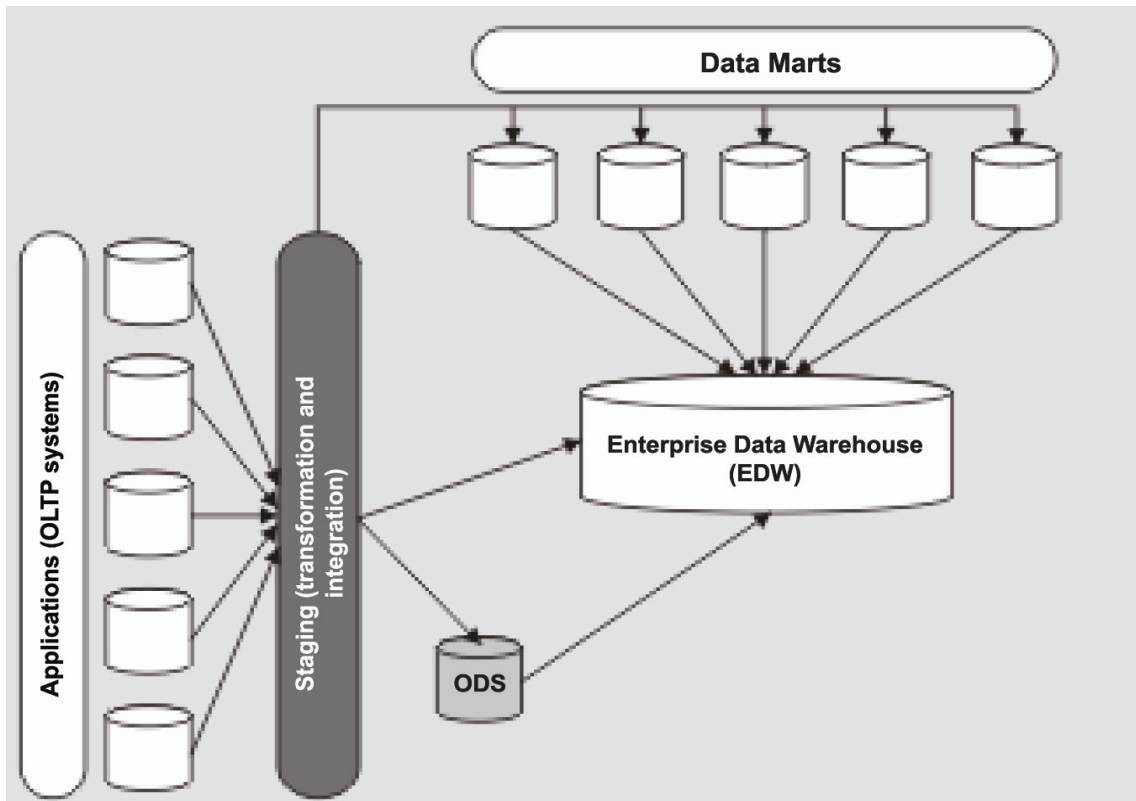 Data Marts
Applications (OLTP systems)
Staging (transformation and
integration)
Enterprise Data Warehouse
(EDW)
ODS